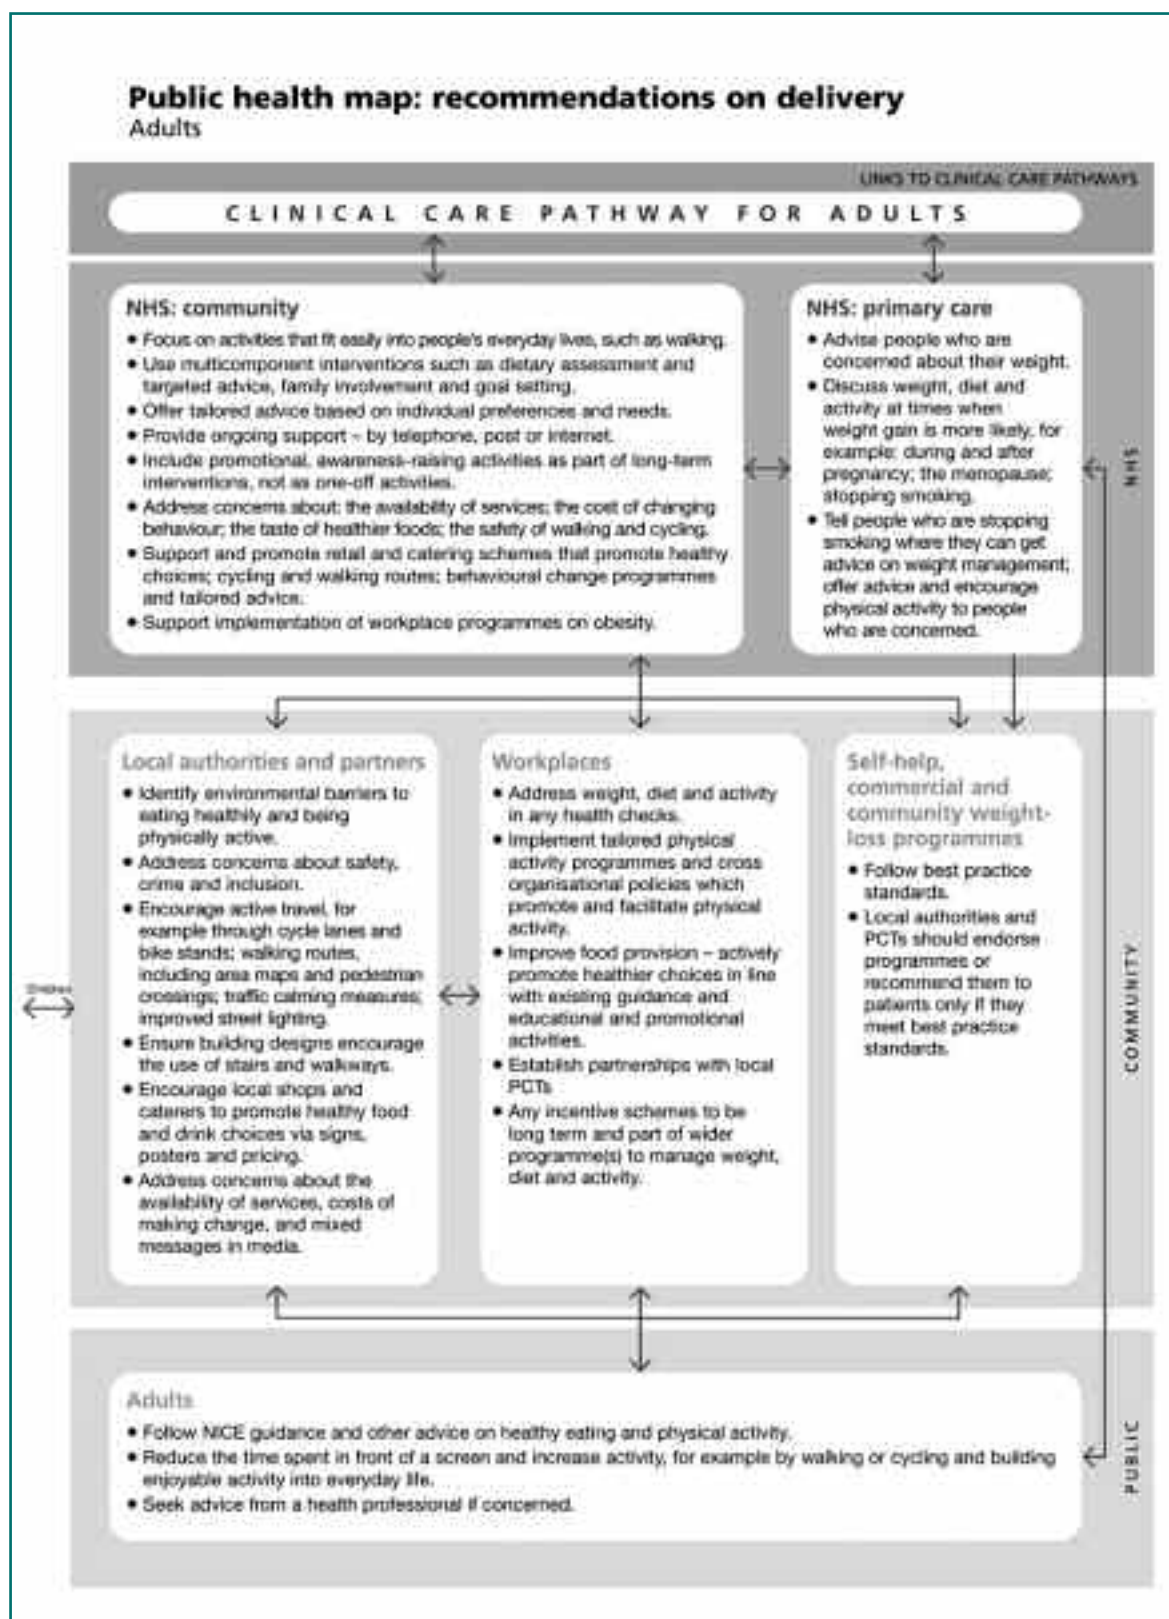 Public health map: recommendations on delivery
Adults
LINKS TO CLINICAL CARE PATHWAYS
CLINICAL CARE PATHWAY FOR ADULTS
NHS: community
• Focus on activities that fit easily into people's everyday lives, such as walking.
• Use multicomponent interventions such as dietary assessment and
targeted advice, family involvement and goal setting.
• Offer tailored advice based on individual preferences and needs.
• Provide ongoing support – by telephone, post or internet.
• Include promotional, awareness-raising activities as part of long-term
interventions, not as one-off activities.
• Address concerns about: the availability of services; the cost of changing
behaviour; the taste of healthier foods; the safety of walking and cycling.
• Support and promote retail and catering schemes that promote healthy
choices; cycling and walking routes; behavioural change programmes
and tailored advice.
• Support implementation of workplace programmes on obesity.
NHS: primary care
• Advise people who are
concerned about their weight.
• Discuss weight, diet and
activity at times when
weight gain is more likely, for
example: during and after
pregnancy; the menopause;
stopping smoking.
• Tell people who are stopping
smoking where they can get
advice on weight management;
offer advice and encourage
physical activity to people
who are concerned.
NHS
Local authorities and partners
• Identify environmental barriers to
eating healthily and being
physically active.
• Address concerns about safety,
crime and inclusion.
• Encourage active travel, for
example through cycle lanes and
bike stands; walking routes,
including area maps and pedestrian
crossings; traffic calming measures;
improved street lighting.
• Ensure building designs encourage
the use of stairs and walkways.
• Encourage local shops and
caterers to promote healthy food
and drink choices via signs,
posters and pricing.
• Address concerns about the
availability of services, costs of
making change, and mixed
messages in media.
Workplaces
• Address weight, diet and activity
in any health checks.
• Implement tailored physical
activity programmes and cross
organisational policies which
promote and facilitate physical
activity.
• Improve food provision – actively
promote healthier choices in line
with existing guidance and
educational and promotional
activities.
• Establish partnerships with local
PCTs
• Any incentive schemes to be
long term and part of wider
programme(s) to manage weight,
diet and activity.
Self-help,
commercial and
community weight-
loss programmes
• Follow best practice
standards.
• Local authorities and
PCTs should endorse
programmes or
recommend them to
patients only if they
meet best practice
standards.
COMMUNITY
Adults
• Follow NICE guidance and other advice on healthy eating and physical activity.
• Reduce the time spent in front of a screen and increase activity, for example by walking or cycling and building
enjoyable activity into everyday life.
• Seek advice from a health professional if concerned.
PUBLIC